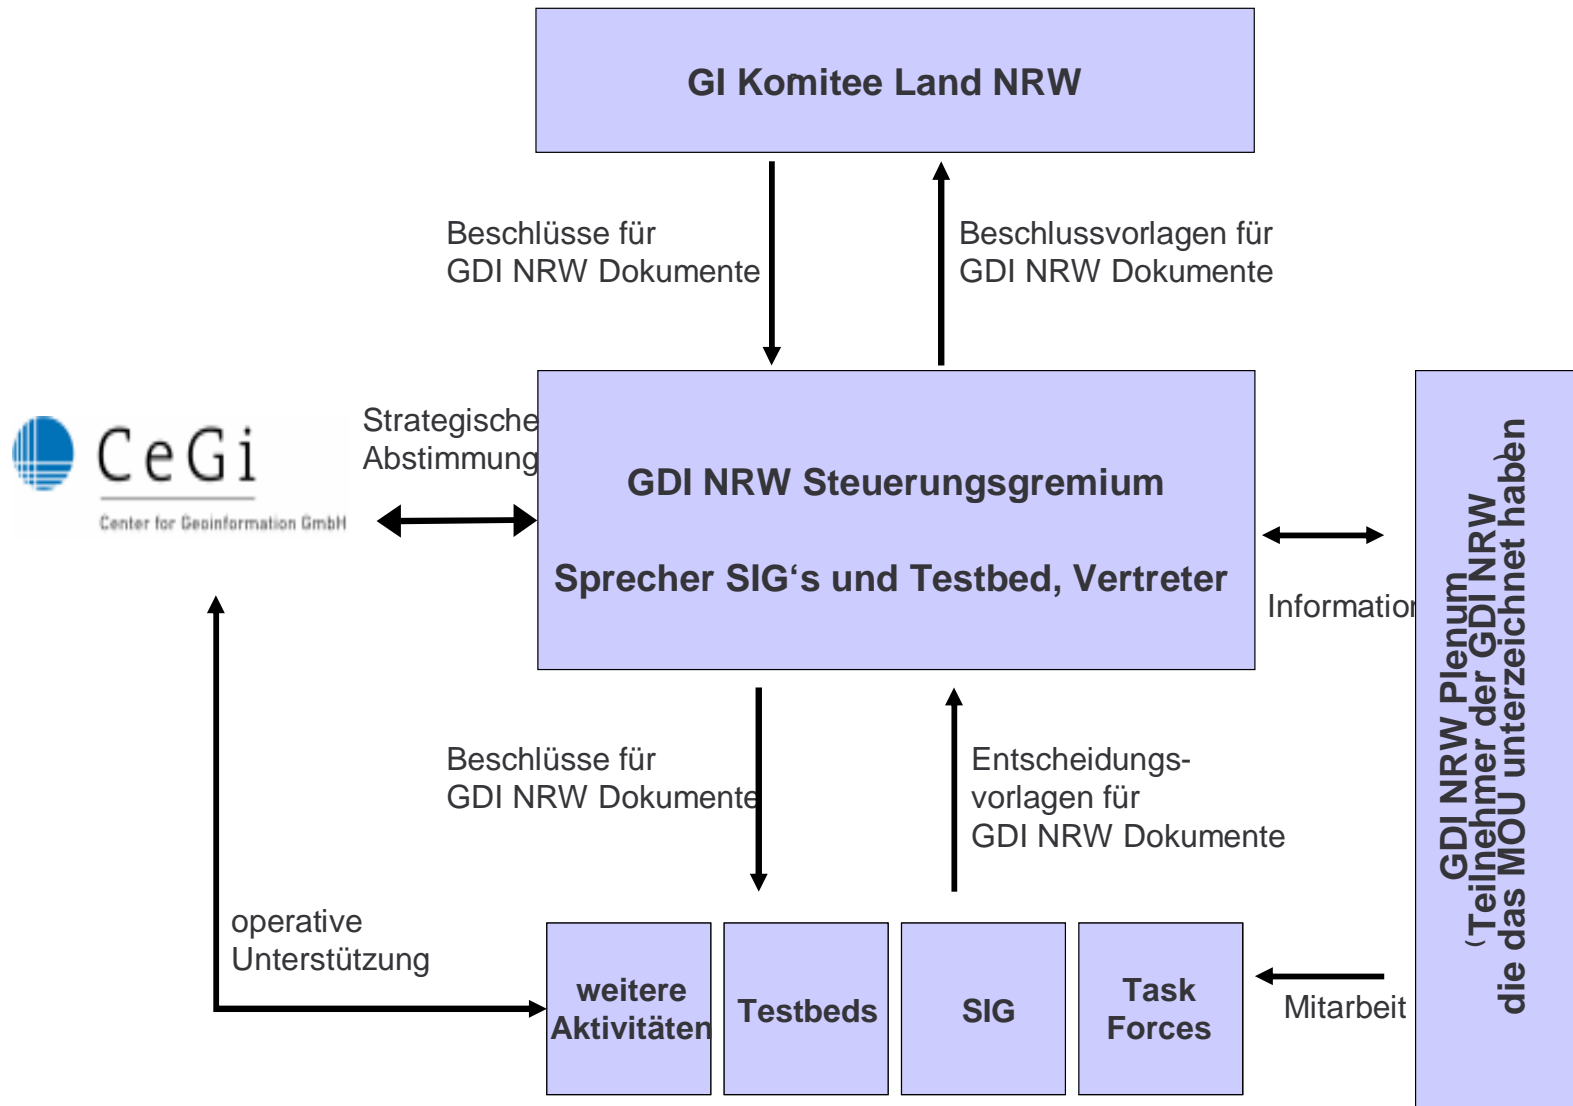 GI Komitee Land NRW
Beschlüsse für
GDI NRW Dokumente
Beschlussvorlagen für
GDI NRW Dokumente
CeGi
Center for Geoinformation GmbH
Strategische
Abstimmung
GDI NRW Steuerungsgremium
Sprecher SIG‘s und Testbed, Vertreter
Information
GDI NRW Plenum
(Teilnehmer der GDI NRW
die das MOU unterzeichnet haben)
Beschlüsse für
GDI NRW Dokumente
Entscheidungs-
vorlagen für
GDI NRW Dokumente
operative
Unterstützung
weitere
Aktivitäten
Testbeds
SIG
Task
Forces
Mitarbeit